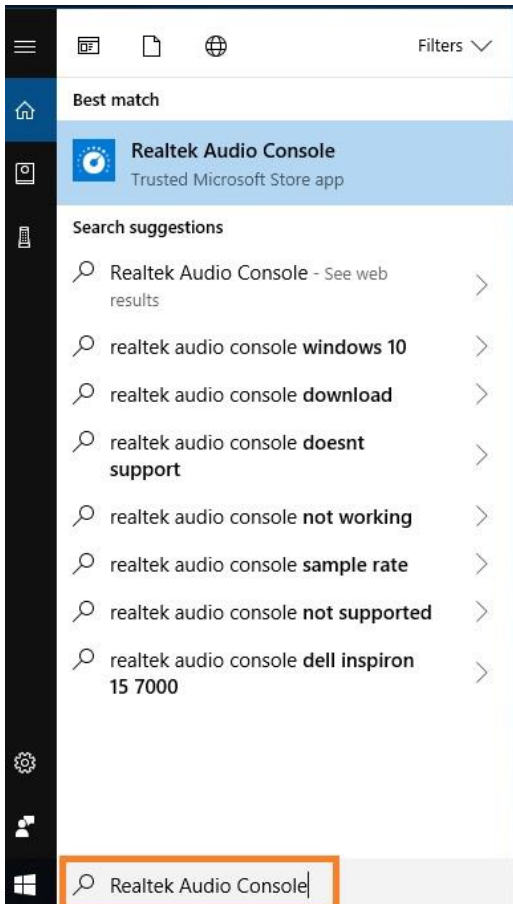 Filters
Best match
Realtek Audio Console
Trusted Microsoft Store app
Search suggestions
Realtek Audio Console - See web
results
realtek audio console windows 10
realtek audio console download
realtek audio console doesnt
support
realtek audio console not working
realtek audio console sample rate
realtek audio console not supported
realtek audio console dell inspiron
15 7000
Realtek Audio Console